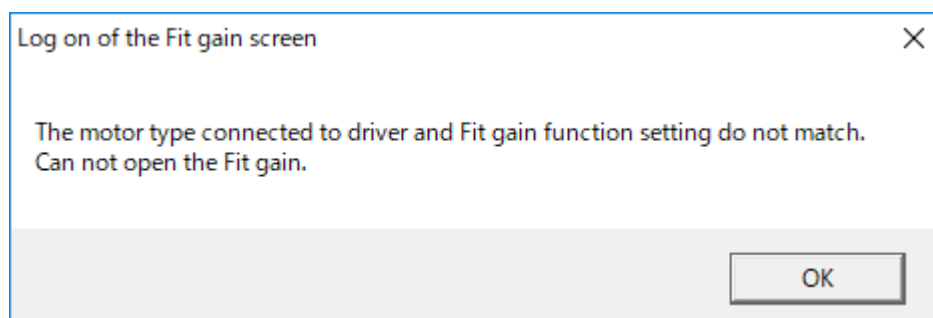 Log on of the Fit gain screen
The motor type connected to driver and Fit gain function setting do not match.
Can not open the Fit gain.
OK